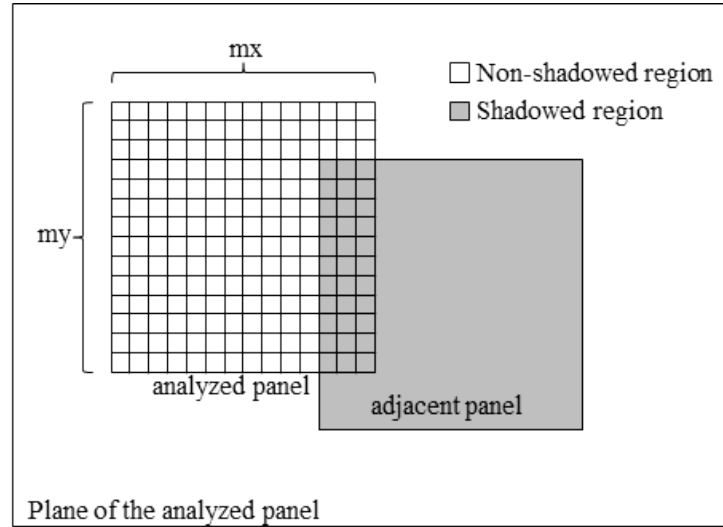 mx
Non-shadowed region
Shadowed region
my
analyzed panel
adjacent panel
Plane of the analyzed panel